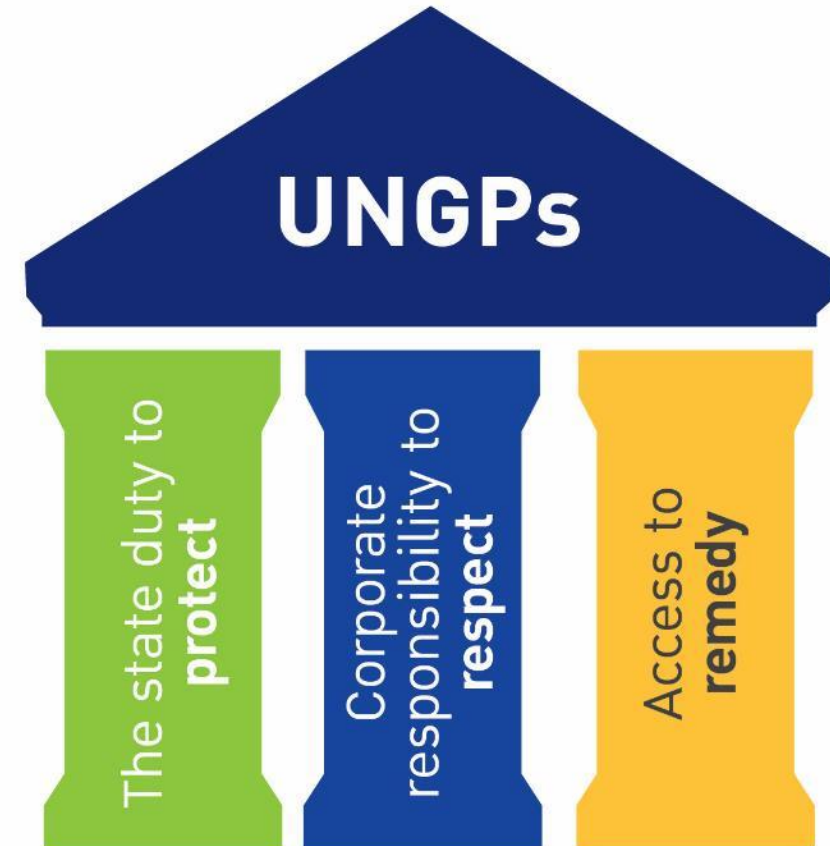 UNGPs
The state duty to
protect
Corporate
responsibility to
respect
Access to
remedy